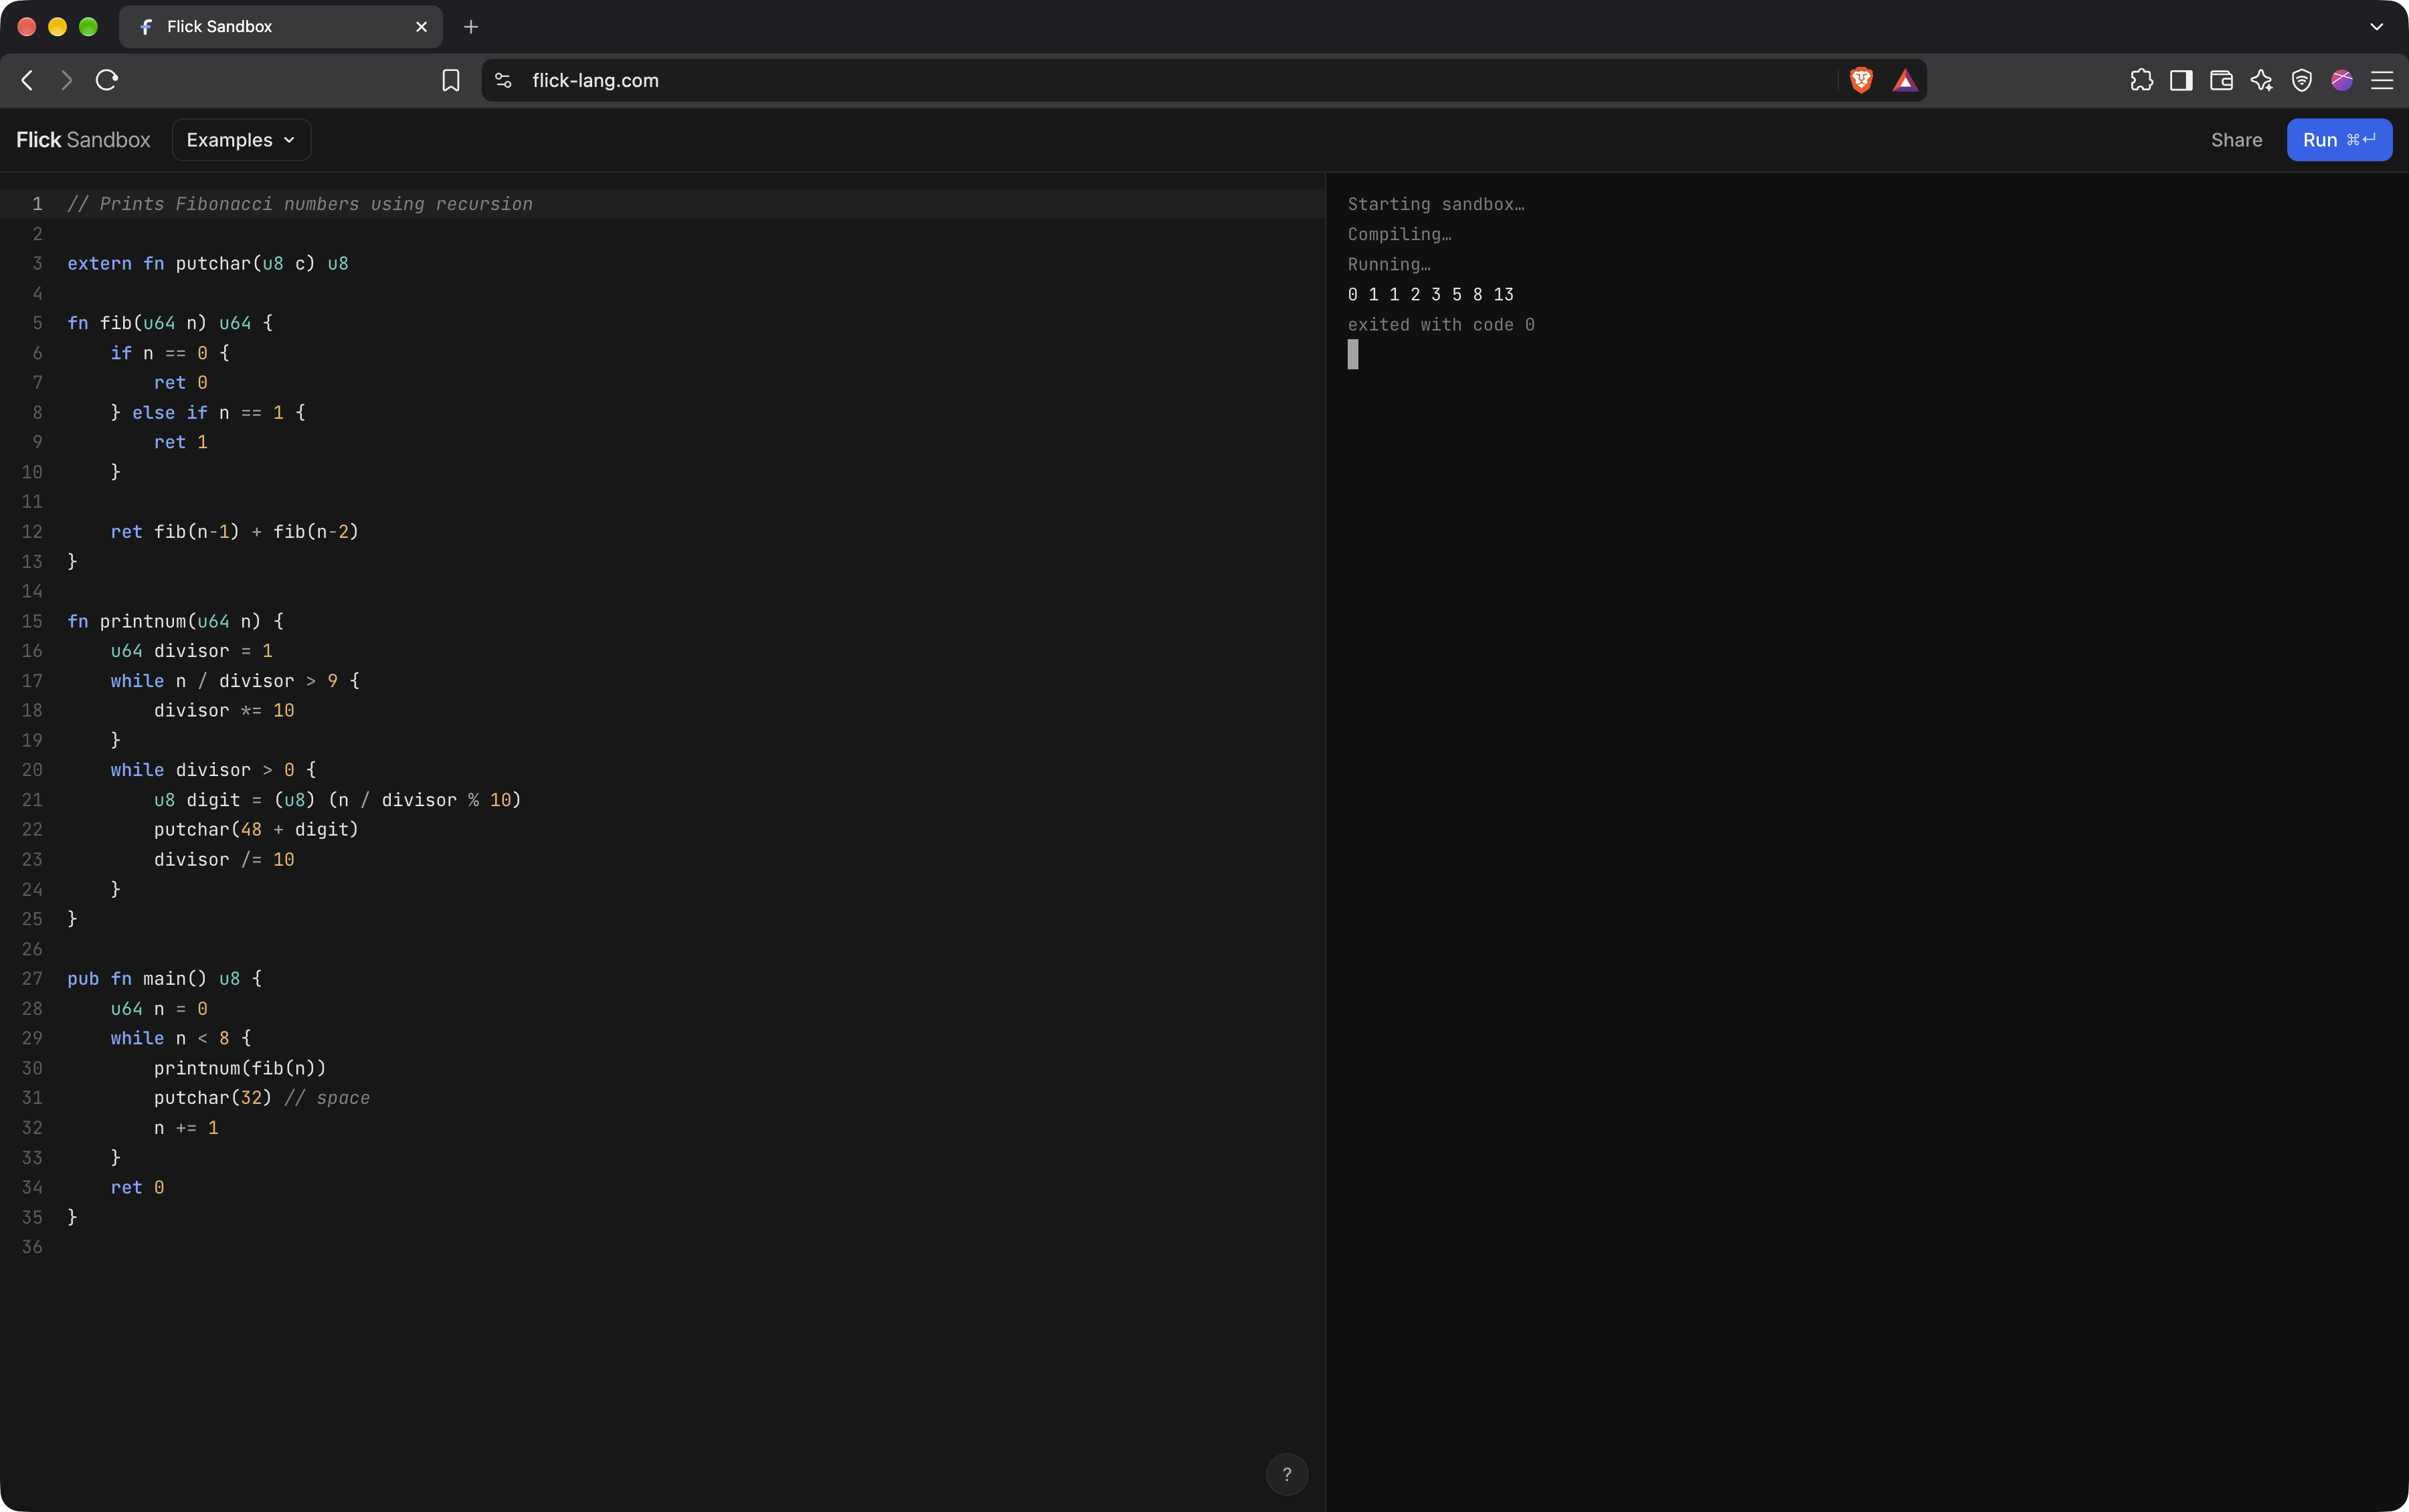 Flick Sandbox
flick-lang.com
Flick Sandbox Examples Share Run ⌘↵
1 // Prints Fibonacci numbers using recursion
2
3 extern fn putchar(u8 c) u8
4
5 fn fib(u64 n) u64 {
6     if n == 0 {
7         ret 0
8     } else if n == 1 {
9         ret 1
10     }
11
12     ret fib(n-1) + fib(n-2)
13 }
14
15 fn printnum(u64 n) {
16     u64 divisor = 1
17     while n / divisor > 9 {
18         divisor *= 10
19     }
20     while divisor > 0 {
21         u8 digit = (u8) (n / divisor % 10)
22         putchar(48 + digit)
23         divisor /= 10
24     }
25 }
26
27 pub fn main() u8 {
28     u64 n = 0
29     while n < 8 {
30         printnum(fib(n))
31         putchar(32) // space
32         n += 1
33     }
34     ret 0
35 }
36
?
Starting sandbox…
Compiling…
Running…
0 1 1 2 3 5 8 13
exited with code 0